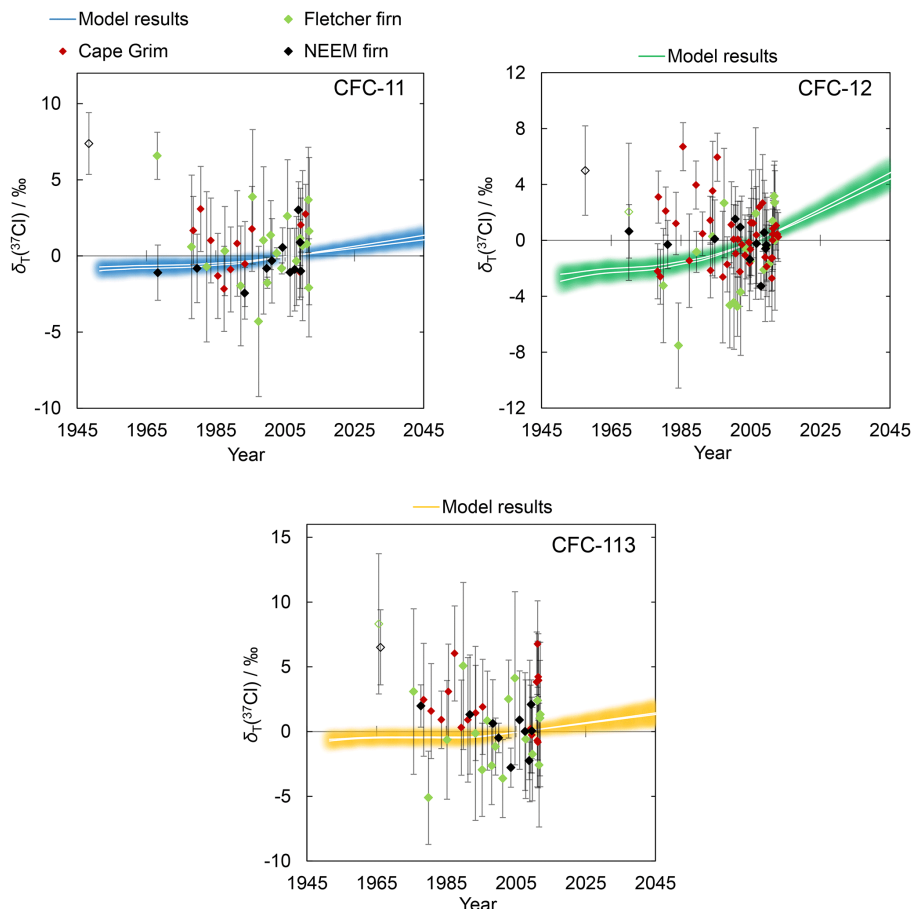 Model results
Fletcher firn
Cape Grim
NEEM firn
CFC-11
10
5
0
-5
-10
δT(³⁷Cl) / ‰
1945 1965 1985 2005 2025 2045
Year
Model results
CFC-12
12
8
4
0
-4
-8
-12
δT(³⁷Cl) / ‰
1945 1965 1985 2005 2025 2045
Year
Model results
CFC-113
15
10
5
0
-5
-10
δT(³⁷Cl) / ‰
1945 1965 1985 2005 2025 2045
Year